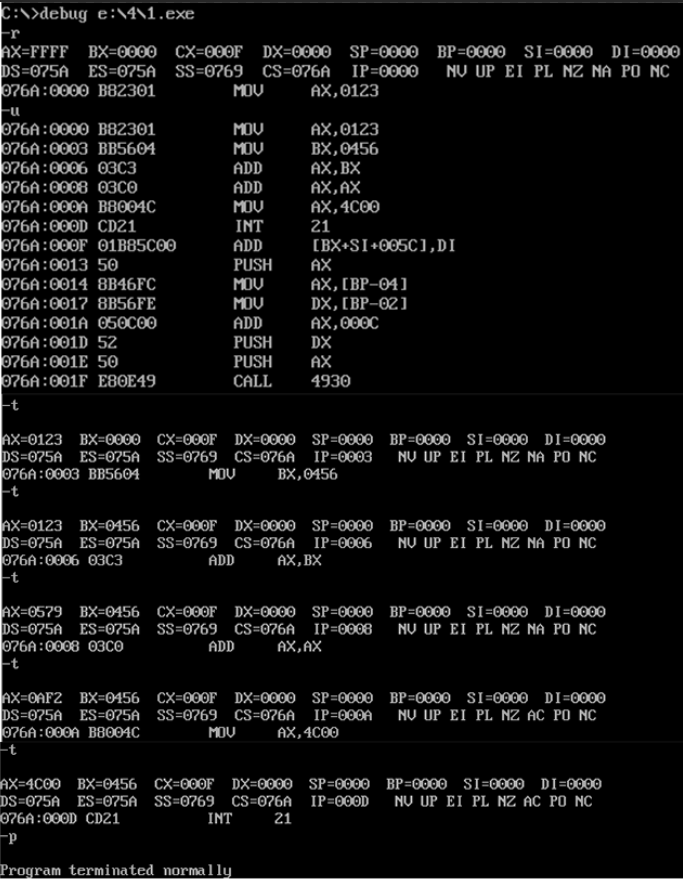 C:\>debug e:\4\1.exe
-r
AX=FFFF  BX=0000  CX=000F  DX=0000  SP=0000  BP=0000  SI=0000  DI=0000
DS=075A  ES=075A  SS=0769  CS=076A  IP=0000   NV UP EI PL NZ NA PO NC
076A:0000 B82301        MOV     AX,0123
-u
076A:0000 B82301        MOV     AX,0123
076A:0003 BB5604        MOV     BX,0456
076A:0006 03C3          ADD     AX,BX
076A:0008 03C0          ADD     AX,AX
076A:000A B8004C        MOV     AX,4C00
076A:000D CD21          INT     21
076A:000F 01B85C00      ADD     [BX+SI+005C],DI
076A:0013 50            PUSH    AX
076A:0014 8B46FC        MOV     AX,[BP-04]
076A:0017 8B56FE        MOV     DX,[BP-02]
076A:001A 050C00        ADD     AX,000C
076A:001D 52            PUSH    DX
076A:001E 50            PUSH    AX
076A:001F E80E49        CALL    4930
-t
AX=0123  BX=0000  CX=000F  DX=0000  SP=0000  BP=0000  SI=0000  DI=0000
DS=075A  ES=075A  SS=0769  CS=076A  IP=0003   NV UP EI PL NZ NA PO NC
076A:0003 BB5604        MOV     BX,0456
-t
AX=0123  BX=0456  CX=000F  DX=0000  SP=0000  BP=0000  SI=0000  DI=0000
DS=075A  ES=075A  SS=0769  CS=076A  IP=0006   NV UP EI PL NZ NA PO NC
076A:0006 03C3          ADD     AX,BX
-t
AX=0579  BX=0456  CX=000F  DX=0000  SP=0000  BP=0000  SI=0000  DI=0000
DS=075A  ES=075A  SS=0769  CS=076A  IP=0008   NV UP EI PL NZ NA PO NC
076A:0008 03C0          ADD     AX,AX
-t
AX=0AF2  BX=0456  CX=000F  DX=0000  SP=0000  BP=0000  SI=0000  DI=0000
DS=075A  ES=075A  SS=0769  CS=076A  IP=000A   NV UP EI PL NZ AC PO NC
076A:000A B8004C        MOV     AX,4C00
-t
AX=4C00  BX=0456  CX=000F  DX=0000  SP=0000  BP=0000  SI=0000  DI=0000
DS=075A  ES=075A  SS=0769  CS=076A  IP=000D   NV UP EI PL NZ AC PO NC
076A:000D CD21          INT     21
-p
Program terminated normally